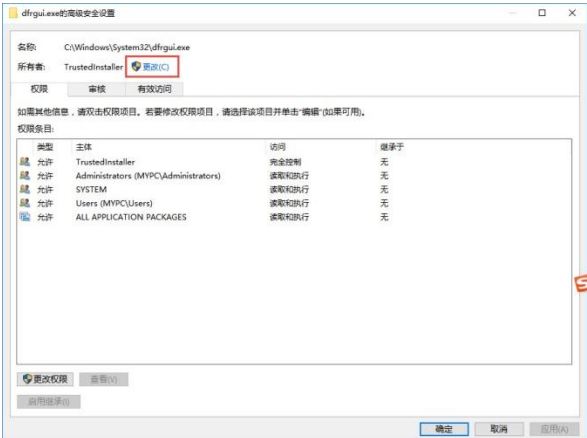 dfrgui.exe的高级安全设置
名称: C:\Windows\System32\dfrgui.exe
所有者: TrustedInstaller 更改(C)
权限 审核 有效访问
如需其他信息，请双击权限项目。若要修改权限项目，请选择该项目并单击"编辑"(如果可用)。
权限条目:
类型 主体 访问 继承于
允许 TrustedInstaller 完全控制 无
允许 Administrators (MYPC\Administrators) 读取和执行 无
允许 SYSTEM 读取和执行 无
允许 Users (MYPC\Users) 读取和执行 无
允许 ALL APPLICATION PACKAGES 读取和执行 无
更改权限 查看(V)
启用继承(I)
确定 取消 应用(A)